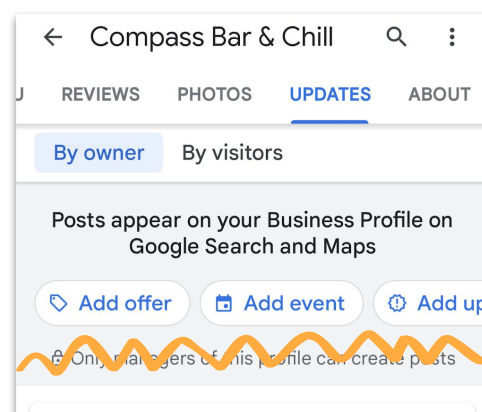 Compass Bar & Chill
U REVIEWS PHOTOS UPDATES ABOUT
By owner By visitors
Posts appear on your Business Profile on
Google Search and Maps
Add offer Add event Add up
Only managers of this profile can create posts